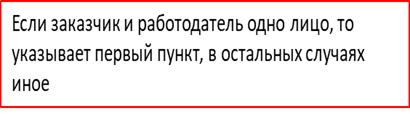 Если заказчик и работодатель одно лицо, то
указывает первый пункт, в остальных случаях
иное